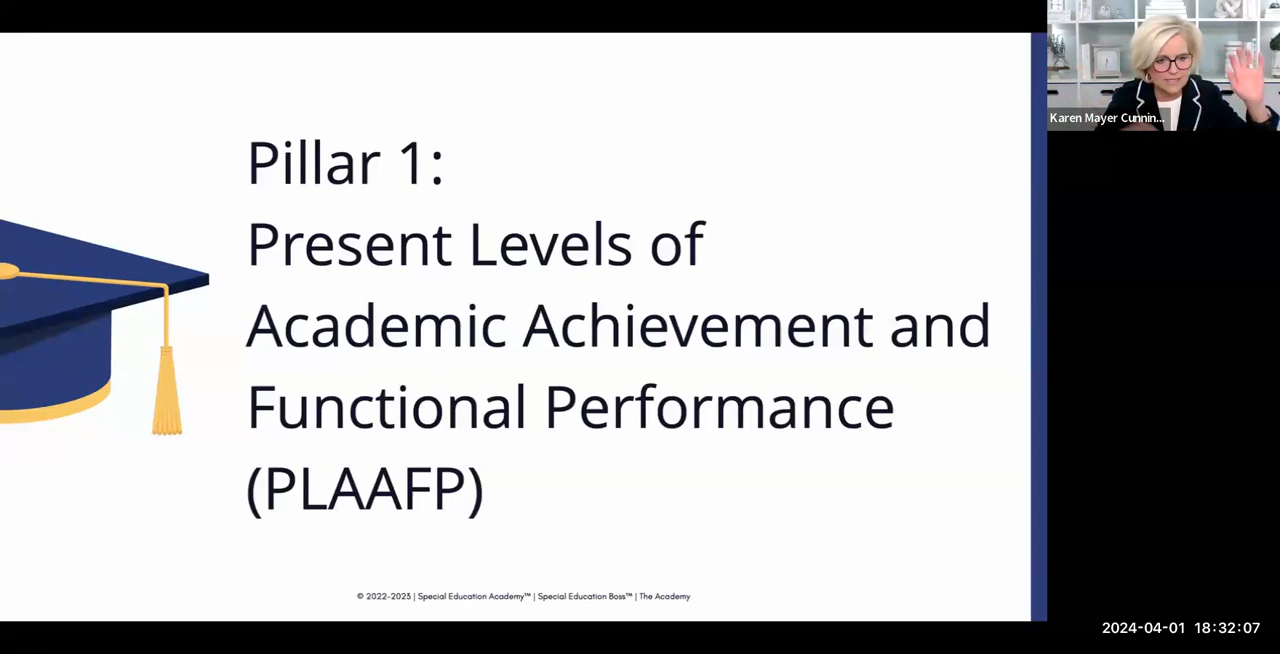 Pillar 1:
Present Levels of
Academic Achievement and
Functional Performance
(PLAAFP)
© 2022-2023 | Special Education Academy™ | Special Education Boss™ | The Academy
Karen Mayer Cunnin...
2024-04-01 18:32:07